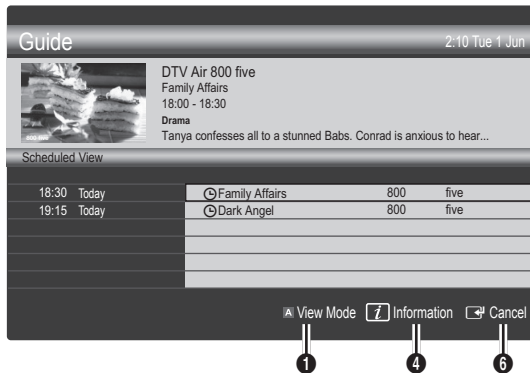 Guide 2:10 Tue 1 Jun
DTV Air 800 five
Family Affairs
18:00 - 18:30
Drama
Tanya confesses all to a stunned Babs. Conrad is anxious to hear...
Scheduled View
18:30 Today Family Affairs 800 five
19:15 Today Dark Angel 800 five
A View Mode i Information Cancel
1 4 6